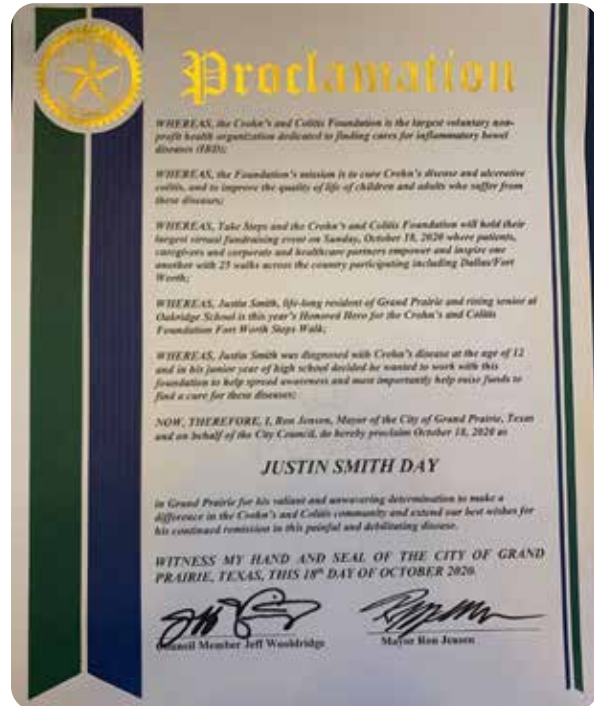 Proclamation
WHEREAS, the Crohn's and Colitis Foundation is the largest voluntary non-
profit health organization dedicated to finding cures for inflammatory bowel
diseases (IBD);
WHEREAS, the Foundation's mission is to cure Crohn's disease and ulcerative
colitis, and to improve the quality of life of children and adults who suffer from
these diseases;
WHEREAS, Take Steps and the Crohn's and Colitis Foundation will hold their
largest virtual fundraising event on Sunday, October 18, 2020 where patients,
caregivers and corporate and healthcare partners empower and inspire one
another with 25 walks across the country participating including Dallas/Fort
Worth;
WHEREAS, Justin Smith, life-long resident of Grand Prairie and rising senior at
Oakridge School is this year's Honored Hero for the Crohn's and Colitis
Foundation Fort Worth Steps Walk;
WHEREAS, Justin Smith was diagnosed with Crohn's disease at the age of 12
and in his junior year of high school decided he wanted to work with this
foundation to help spread awareness and most importantly help raise funds to
find a cure for these diseases;
NOW, THEREFORE, I, Ron Jensen, Mayor of the City of Grand Prairie, Texas
and on behalf of the City Council, do hereby proclaim October 18, 2020 as
JUSTIN SMITH DAY
in Grand Prairie for his valiant and unwavering determination to make a
difference in the Crohn's and Colitis community and extend our best wishes for
his continued remission in this painful and debilitating disease.
WITNESS MY HAND AND SEAL OF THE CITY OF GRAND
PRAIRIE, TEXAS, THIS 18th DAY OF OCTOBER 2020.
Council Member Jeff Wooldridge
Mayor Ron Jensen